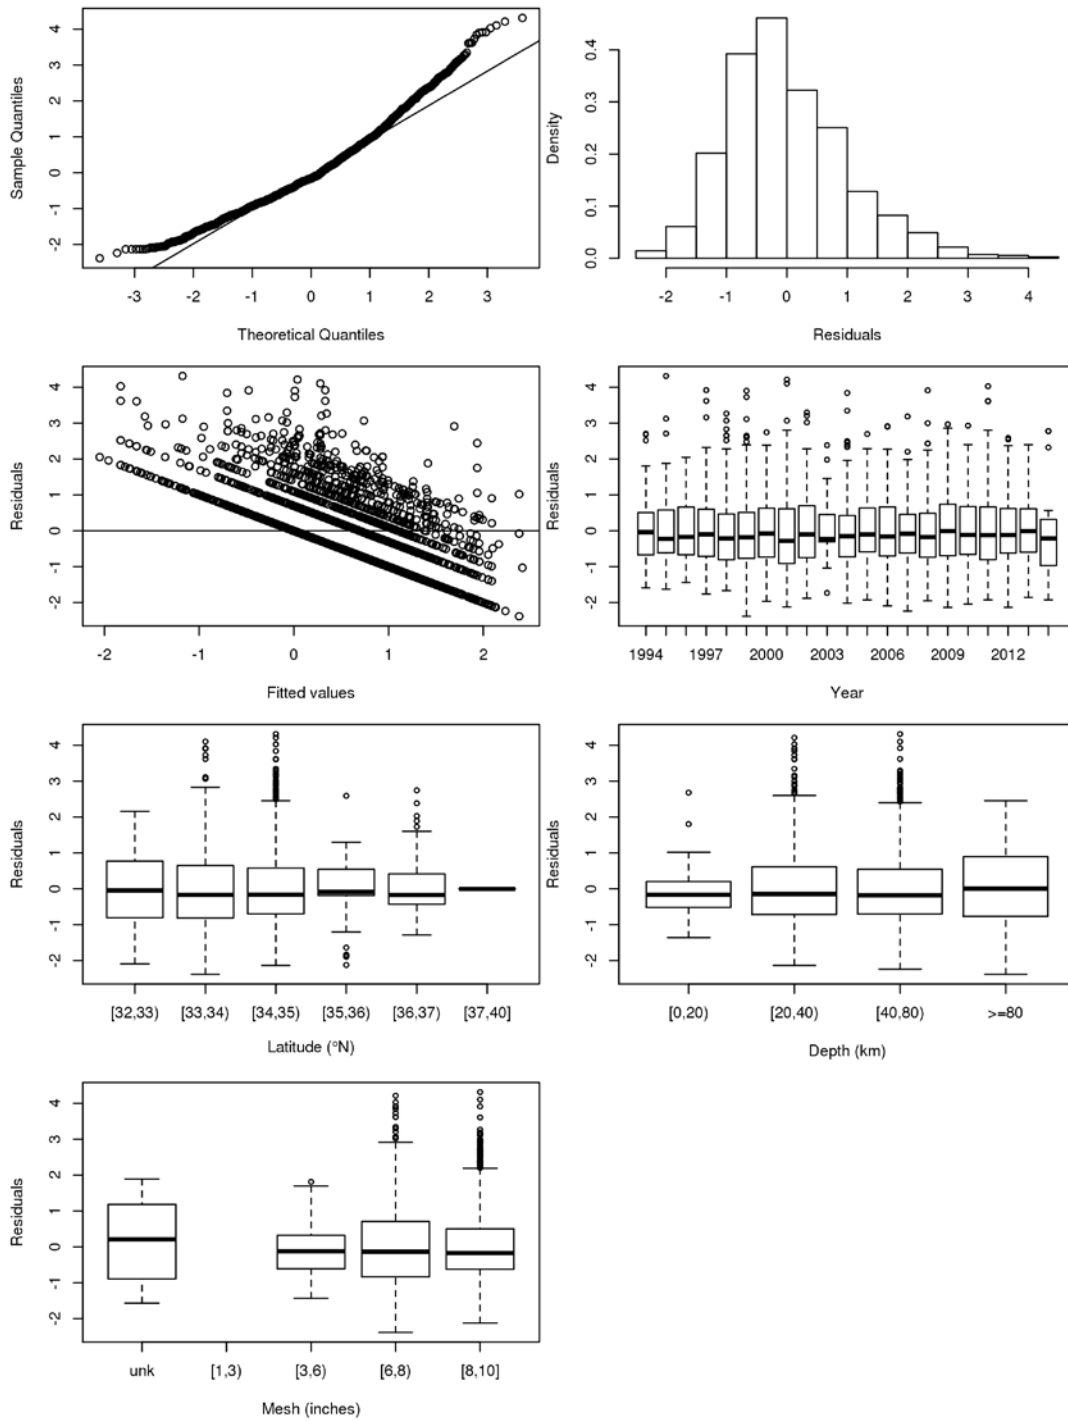 Sample Quantiles
-2 -1 0 1 2 3 4
-3 -2 -1 0 1 2 3
Theoretical Quantiles
Density
0.0 0.1 0.2 0.3 0.4
-2 -1 0 1 2 3 4
Residuals
Residuals
-2 -1 0 1 2 3 4
-2 -1 0 1 2
Fitted values
Residuals
-2 -1 0 1 2 3 4
1994 1997 2000 2003 2006 2009 2012
Year
Residuals
-2 -1 0 1 2 3 4
[32,33) [33,34) [34,35) [35,36) [36,37) [37,40]
Latitude (°N)
Residuals
-2 -1 0 1 2 3 4
[0,20) [20,40) [40,80) >=80
Depth (km)
Residuals
-2 -1 0 1 2 3 4
unk [1,3) [3,6) [6,8) [8,10]
Mesh (inches)